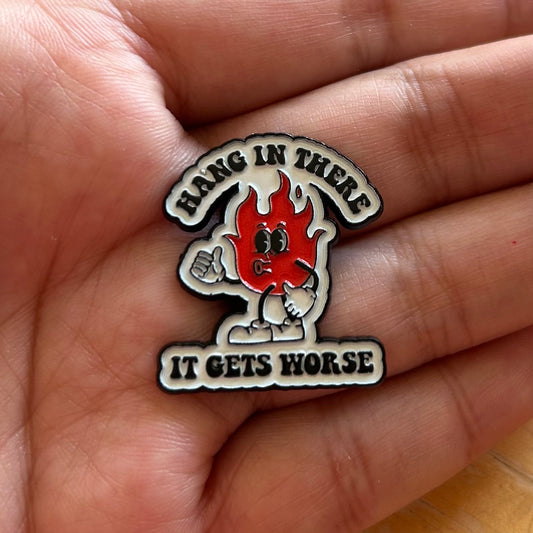 HANG IN THERE
IT GETS WORSE